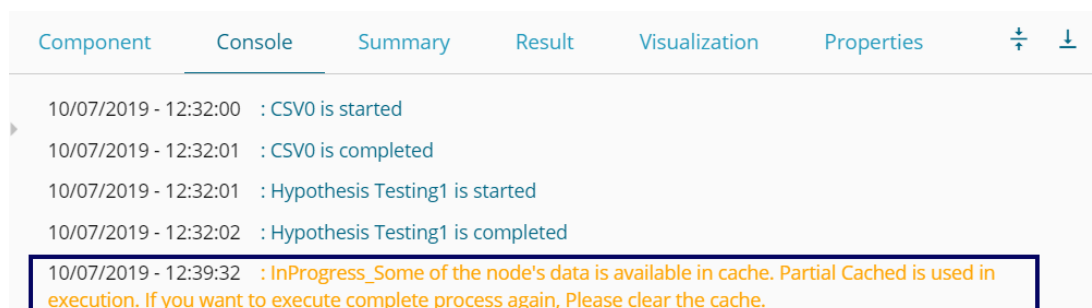 Component Console Summary Result Visualization Properties
10/07/2019 - 12:32:00 : CSV0 is started
10/07/2019 - 12:32:01 : CSV0 is completed
10/07/2019 - 12:32:01 : Hypothesis Testing1 is started
10/07/2019 - 12:32:02 : Hypothesis Testing1 is completed
10/07/2019 - 12:39:32 : InProgress_Some of the node's data is available in cache. Partial Cached is used in
execution. If you want to execute complete process again, Please clear the cache.